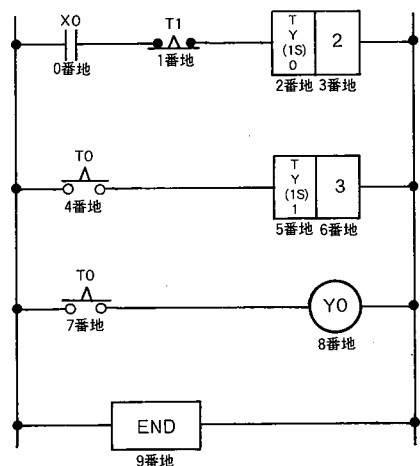 X0 T1 T Y (1S) 0 2
0番地 1番地 2番地 3番地
T0 T Y (1S) 1 3
4番地 5番地 6番地
T0 Y0
7番地 8番地
END
9番地